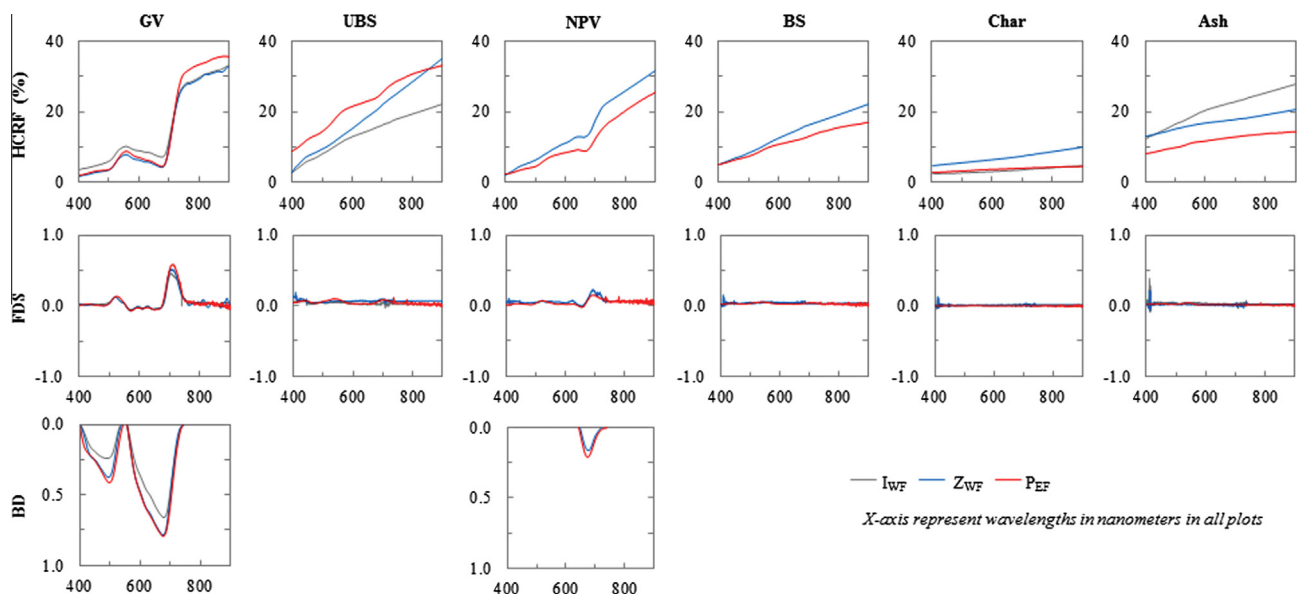 GV UBS NPV BS Char Ash
HCRF (%)
40 40 40 40 40 40
20 20 20 20 20 20
0 0 0 0 0 0
400 600 800 400 600 800 400 600 800 400 600 800 400 600 800 400 600 800
FDS
1.0 1.0 1.0 1.0 1.0 1.0
0.0 0.0 0.0 0.0 0.0 0.0
-1.0 -1.0 -1.0 -1.0 -1.0 -1.0
400 600 800 400 600 800 400 600 800 400 600 800 400 600 800 400 600 800
BD
0.0 0.0
0.5 0.5
1.0 1.0
400 600 800 400 600 800
IWF ZWF PEF
X-axis represent wavelengths in nanometers in all plots